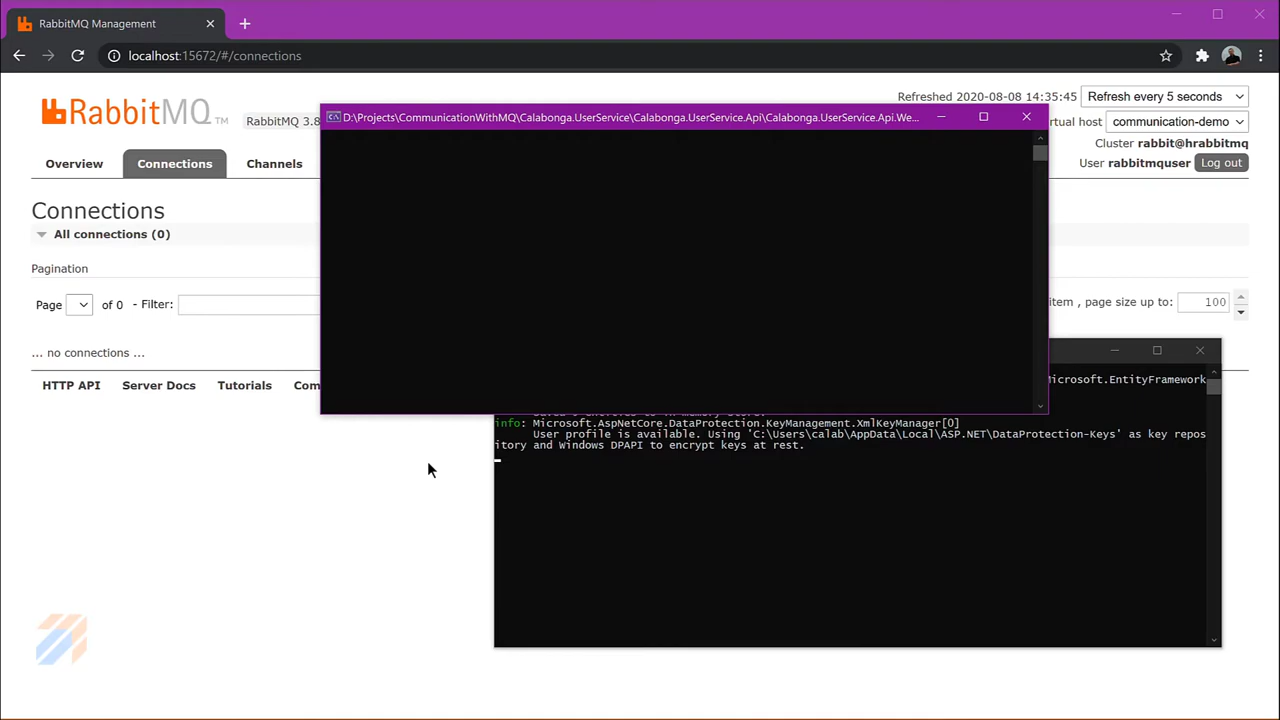 RabbitMQ Management
localhost:15672/#/connections
RabbitMQ TM
RabbitMQ 3.8
Refreshed 2020-08-08 14:35:45
Refresh every 5 seconds
D:\Projects\CommunicationWithMQ\Calabonga.UserService\Calabonga.UserService.Api\Calabonga.UserService.Api.We...
communication-demo
Cluster rabbit@hrabbitmq
User rabbitmquser
Log out
Overview
Connections
Channels
Connections
All connections (0)
Pagination
Page
of 0
- Filter:
item , page size up to:
100
... no connections ...
HTTP API
Server Docs
Tutorials
info: Microsoft.AspNetCore.DataProtection.KeyManagement.XmlKeyManager[0]
User profile is available. Using 'C:\Users\calab\AppData\Local\ASP.NET\DataProtection-Keys' as key repos
itory and Windows DPAPI to encrypt keys at rest.